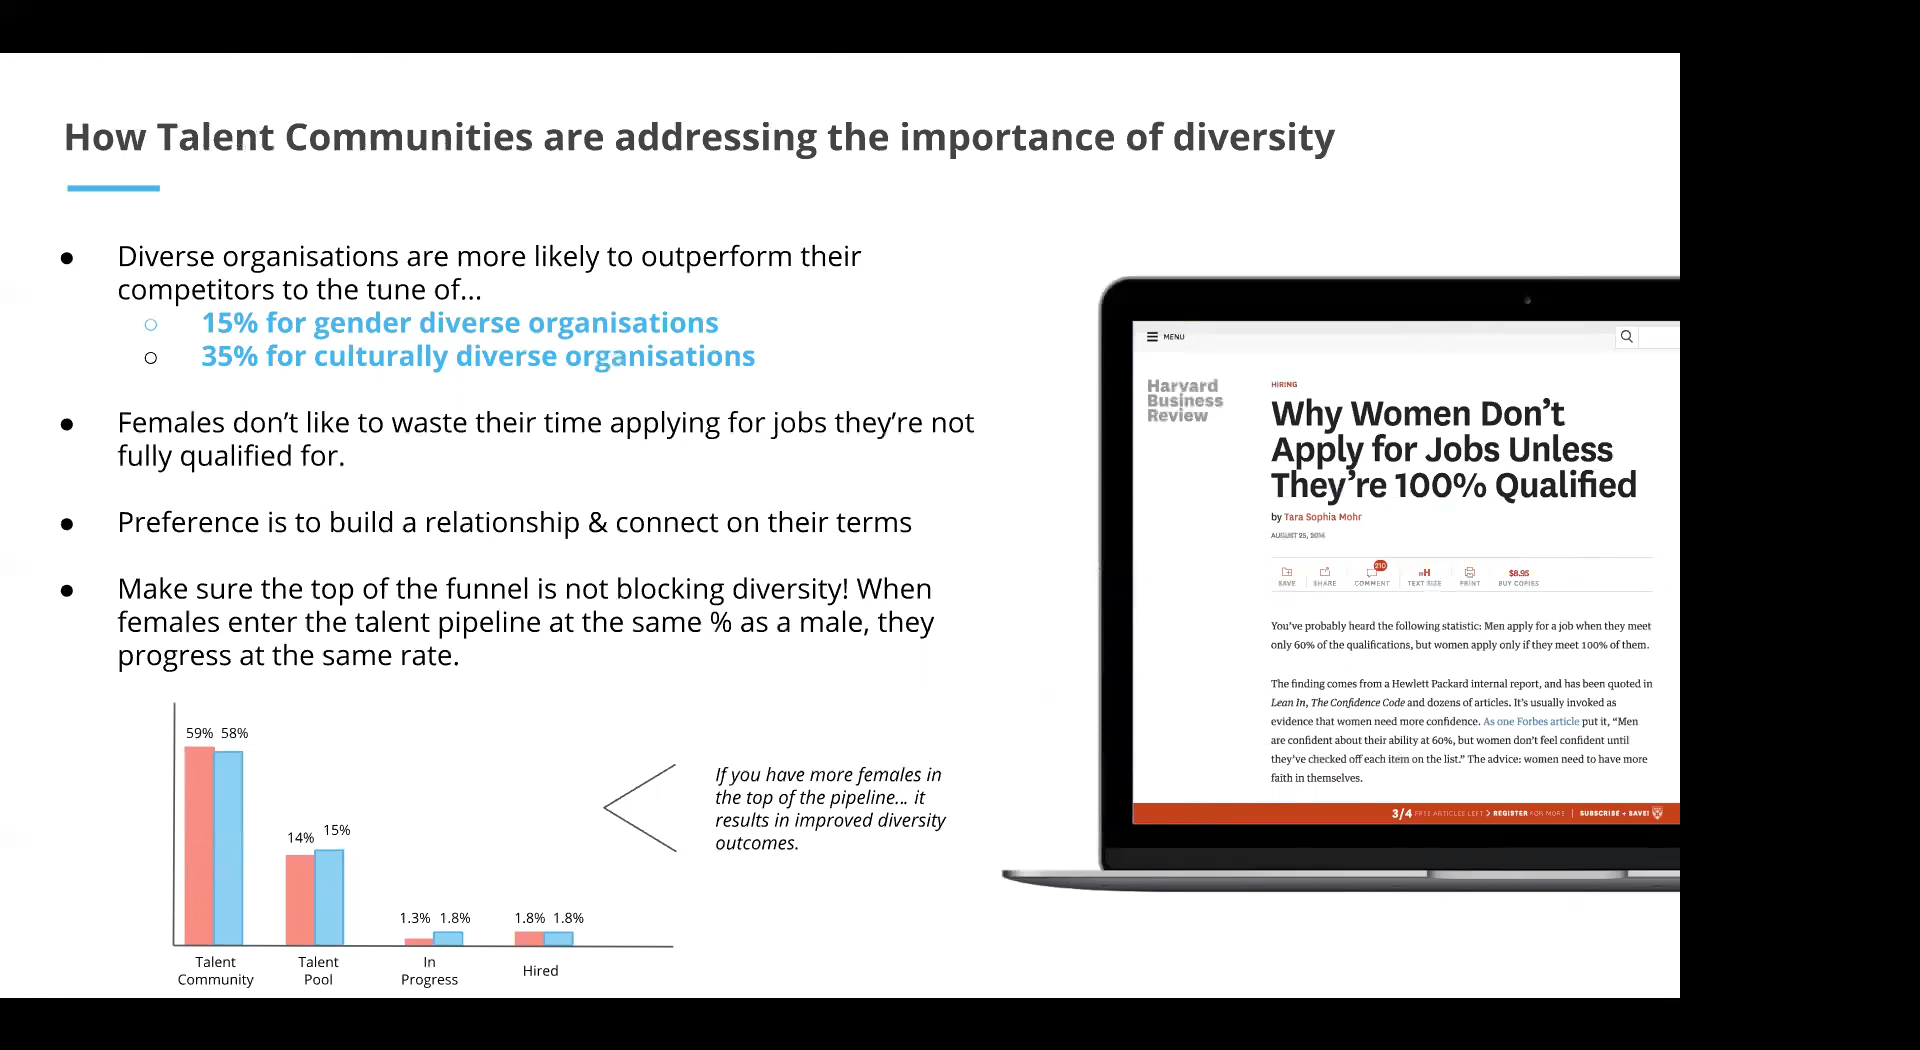 How Talent Communities are addressing the importance of diversity
● Diverse organisations are more likely to outperform their
competitors to the tune of...
○ 15% for gender diverse organisations
○ 35% for culturally diverse organisations
● Females don’t like to waste their time applying for jobs they’re not
fully qualified for.
● Preference is to build a relationship & connect on their terms
● Make sure the top of the funnel is not blocking diversity! When
females enter the talent pipeline at the same % as a male, they
progress at the same rate.
59% 58%
14% 15%
1.3% 1.8%
1.8% 1.8%
Talent
Community
Talent
Pool
In
Progress
Hired
If you have more females in
the top of the pipeline... it
results in improved diversity
outcomes.
MENU
Harvard
Business
Review
HIRING
Why Women Don’t
Apply for Jobs Unless
They’re 100% Qualified
by Tara Sophia Mohr
AUGUST 25, 2014
210
SAVE SHARE COMMENT TEXT SIZE PRINT $8.95 BUY COPIES
You’ve probably heard the following statistic: Men apply for a job when they meet
only 60% of the qualifications, but women apply only if they meet 100% of them.
The finding comes from a Hewlett Packard internal report, and has been quoted in
Lean In, The Confidence Code and dozens of articles. It’s usually invoked as
evidence that women need more confidence. As one Forbes article put it, “Men
are confident about their ability at 60%, but women don’t feel confident until
they’ve checked off each item on the list.” The advice: women need to have more
faith in themselves.
3/4 FREE ARTICLES LEFT > REGISTER FOR MORE | SUBSCRIBE + SAVE!